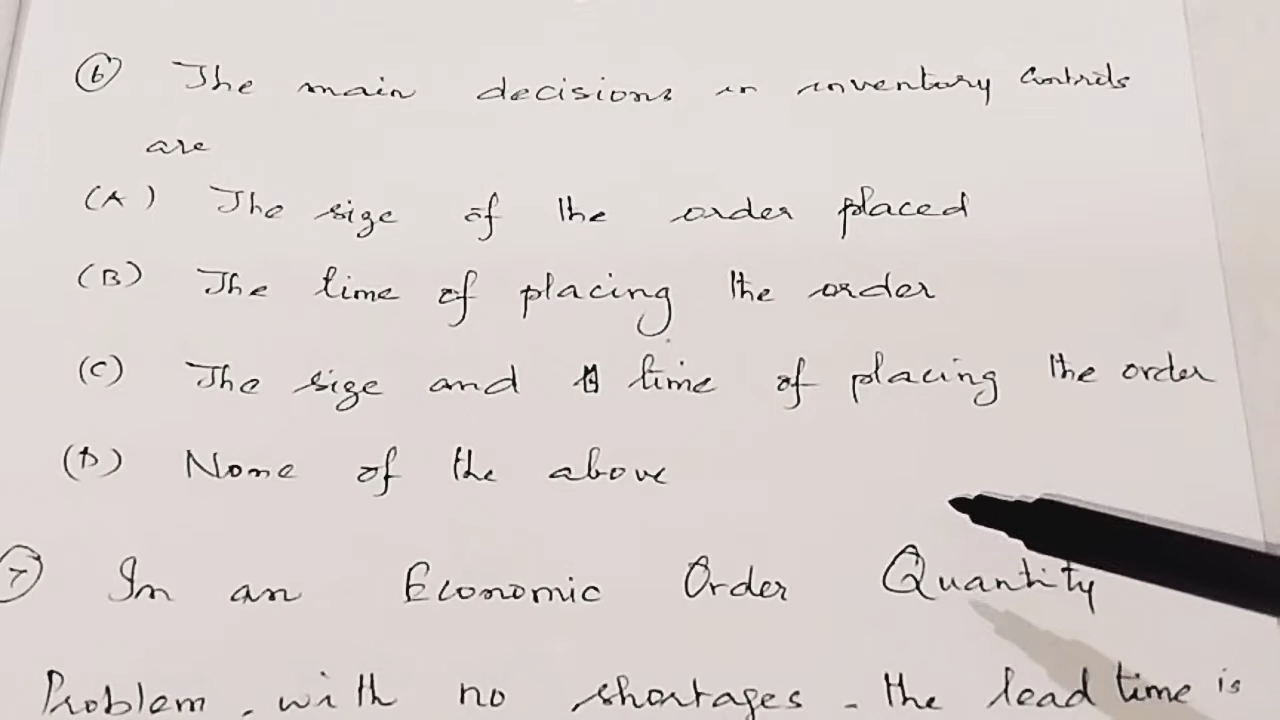 6 The main decisions in inventory controls
are
(A) The size of the order placed
(B) The time of placing the order
(C) The size and time of placing the order
(D) None of the above
7 In an Economic Order Quantity
Problem, with no shortages - the lead time is